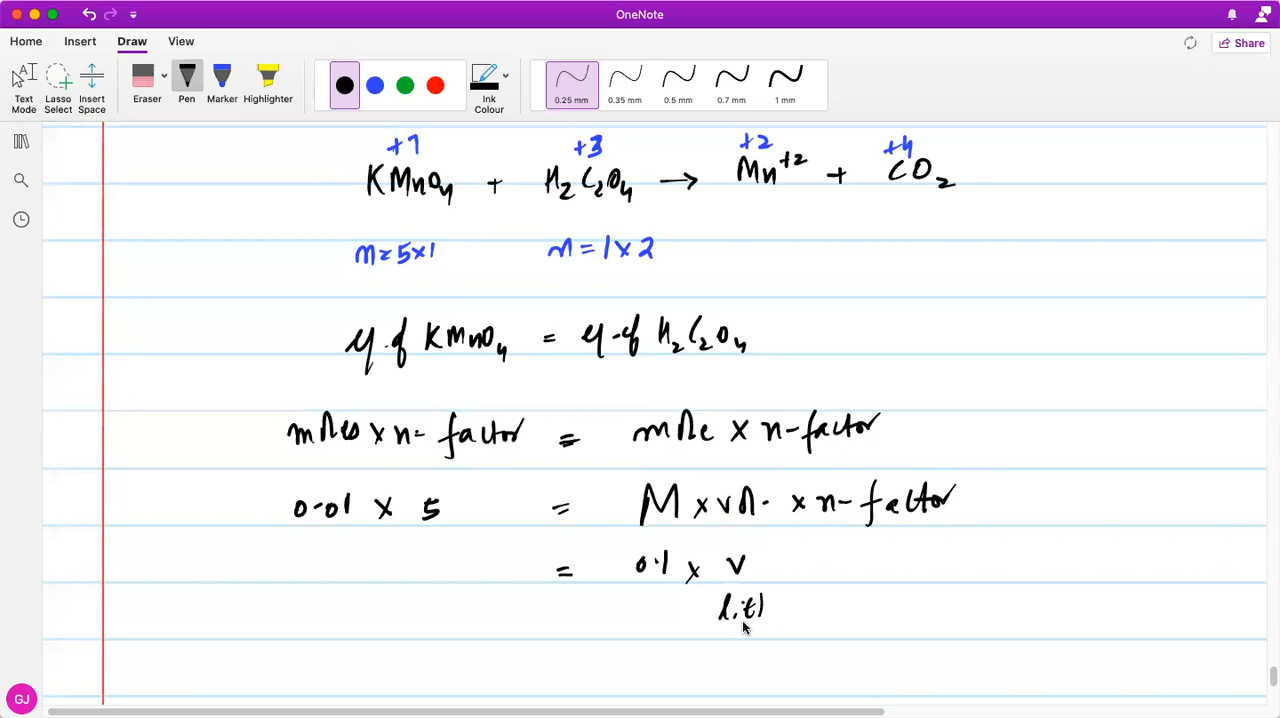 OneNote
Home Insert Draw View
Share
Text Mode
Lasso Select
Insert Space
Eraser
Pen
Marker
Highlighter
Ink Colour
0.25 mm 0.35 mm 0.5 mm 0.7 mm 1 mm
+7 +3 +2 +4
KMnO4 + H2C2O4 → Mn+2 + CO2
n=5×1 n=1×2
eq. of KMnO4 = eq. of H2C2O4
moles × n-factor = mole × n-factor
0.01 × 5 = M × vol. × n-factor
= 0.1 × V
GJ